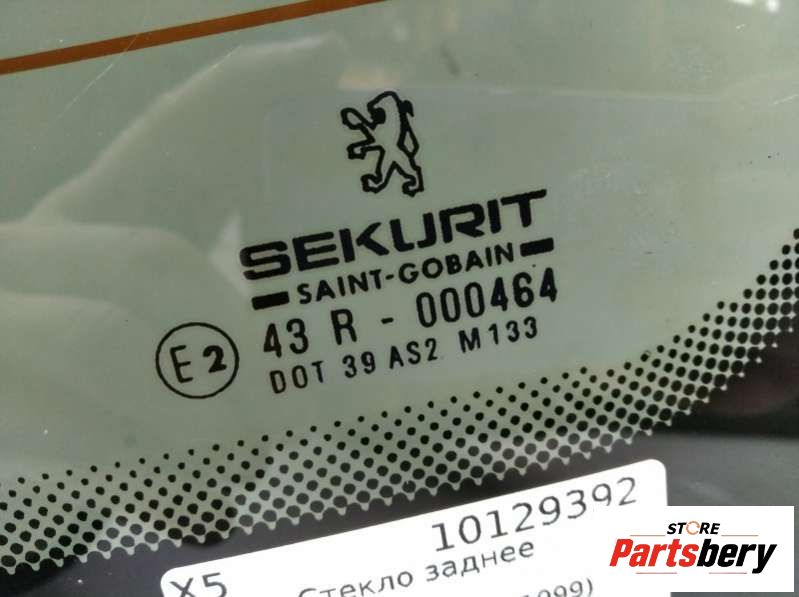 SEKURIT
SAINT-GOBAIN
E2 43 R - 000464
DOT 39 AS2 M133
10129392
X5 Стекло заднее
STORE
Partsbery